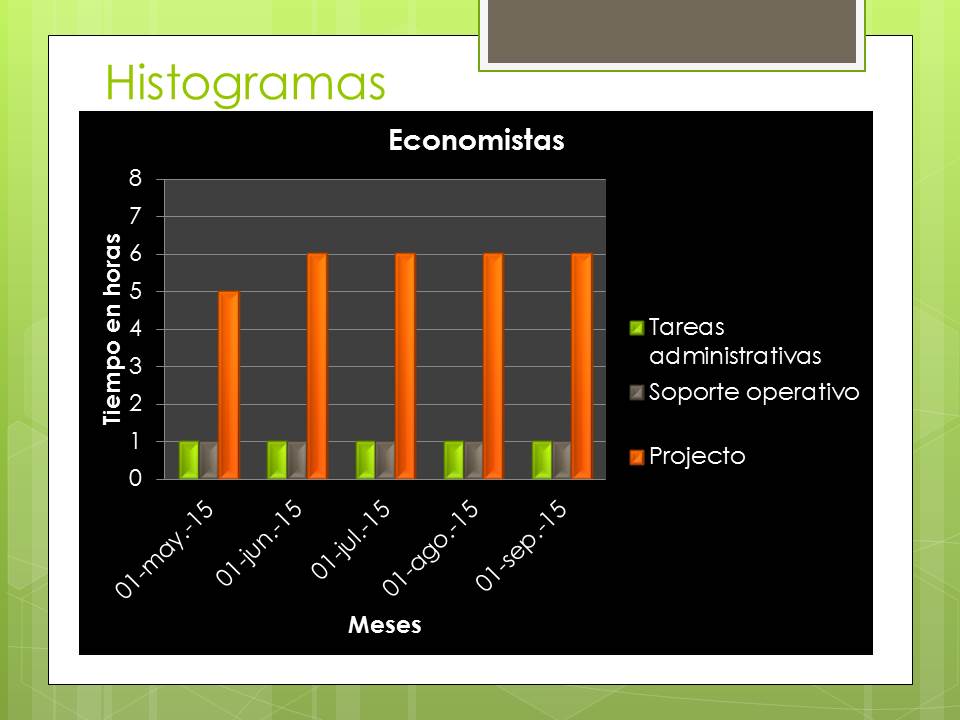 Histogramas
Economistas
Tiempo en horas
8
7
6
5
4
3
2
1
0
01-may.-15
01-jun.-15
01-jul.-15
01-ago.-15
01-sep.-15
Meses
Tareas
administrativas
Soporte operativo
Projecto